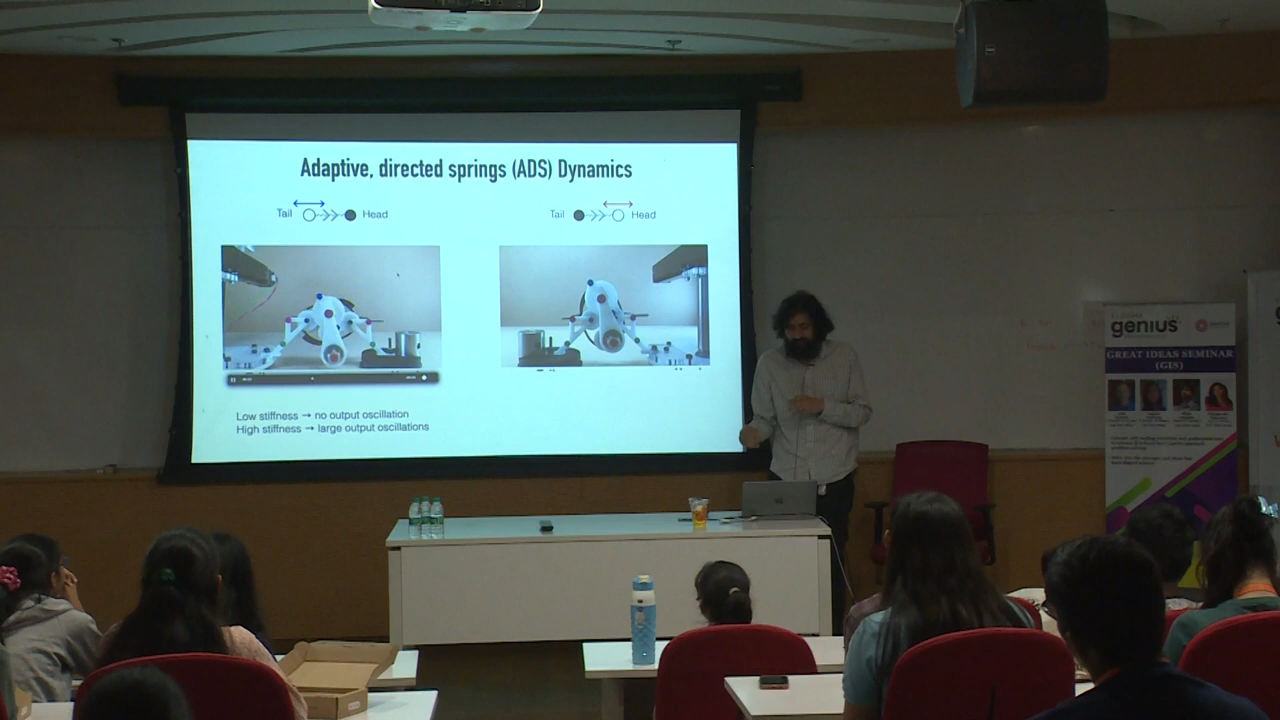 Adaptive, directed springs (ADS) Dynamics
Tail Head
Tail Head
Low stiffness → no output oscillation
High stiffness → large output oscillations
genius
GREAT IDEAS SEMINAR
(GIS)